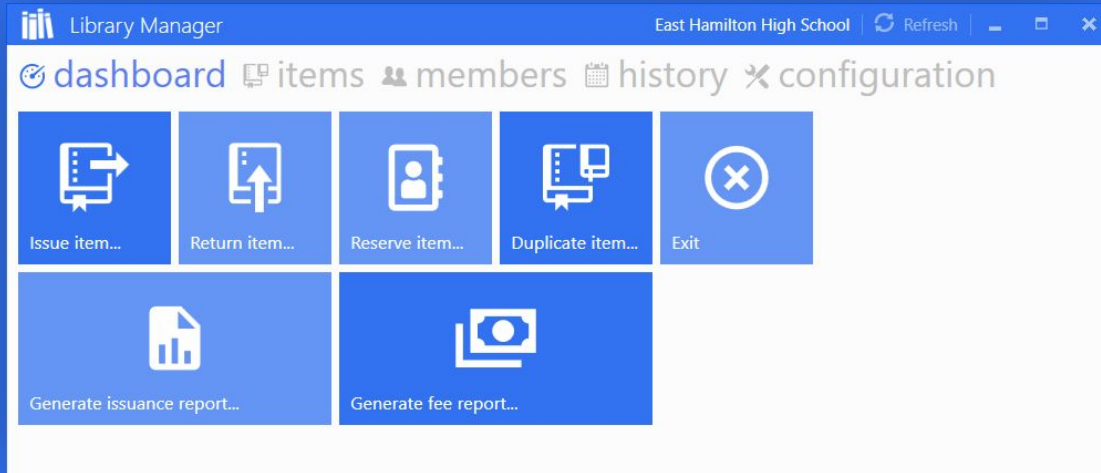 Library Manager East Hamilton High School Refresh
dashboard items members history configuration
Issue item... Return item... Reserve item... Duplicate item... Exit
Generate issuance report... Generate fee report...